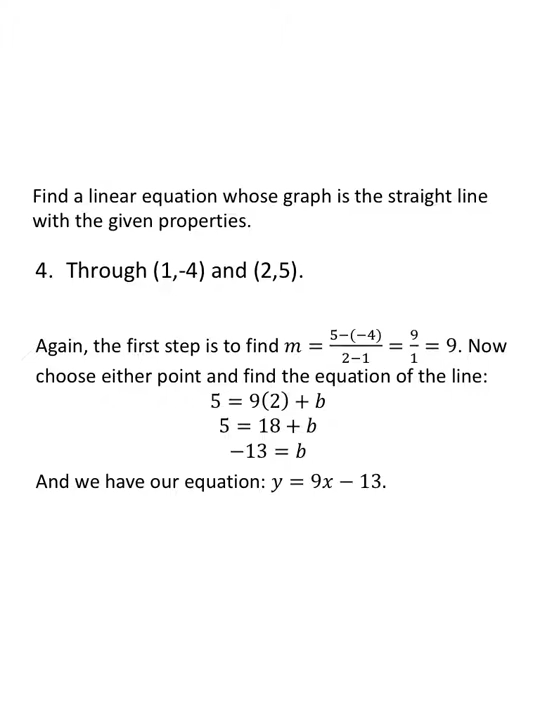 Find a linear equation whose graph is the straight line
with the given properties.
4. Through (1,-4) and (2,5).
Again, the first step is to find m = (5−(−4))/(2−1) = 9/1 = 9. Now
choose either point and find the equation of the line:
5 = 9(2) + b
5 = 18 + b
−13 = b
And we have our equation: y = 9x − 13.